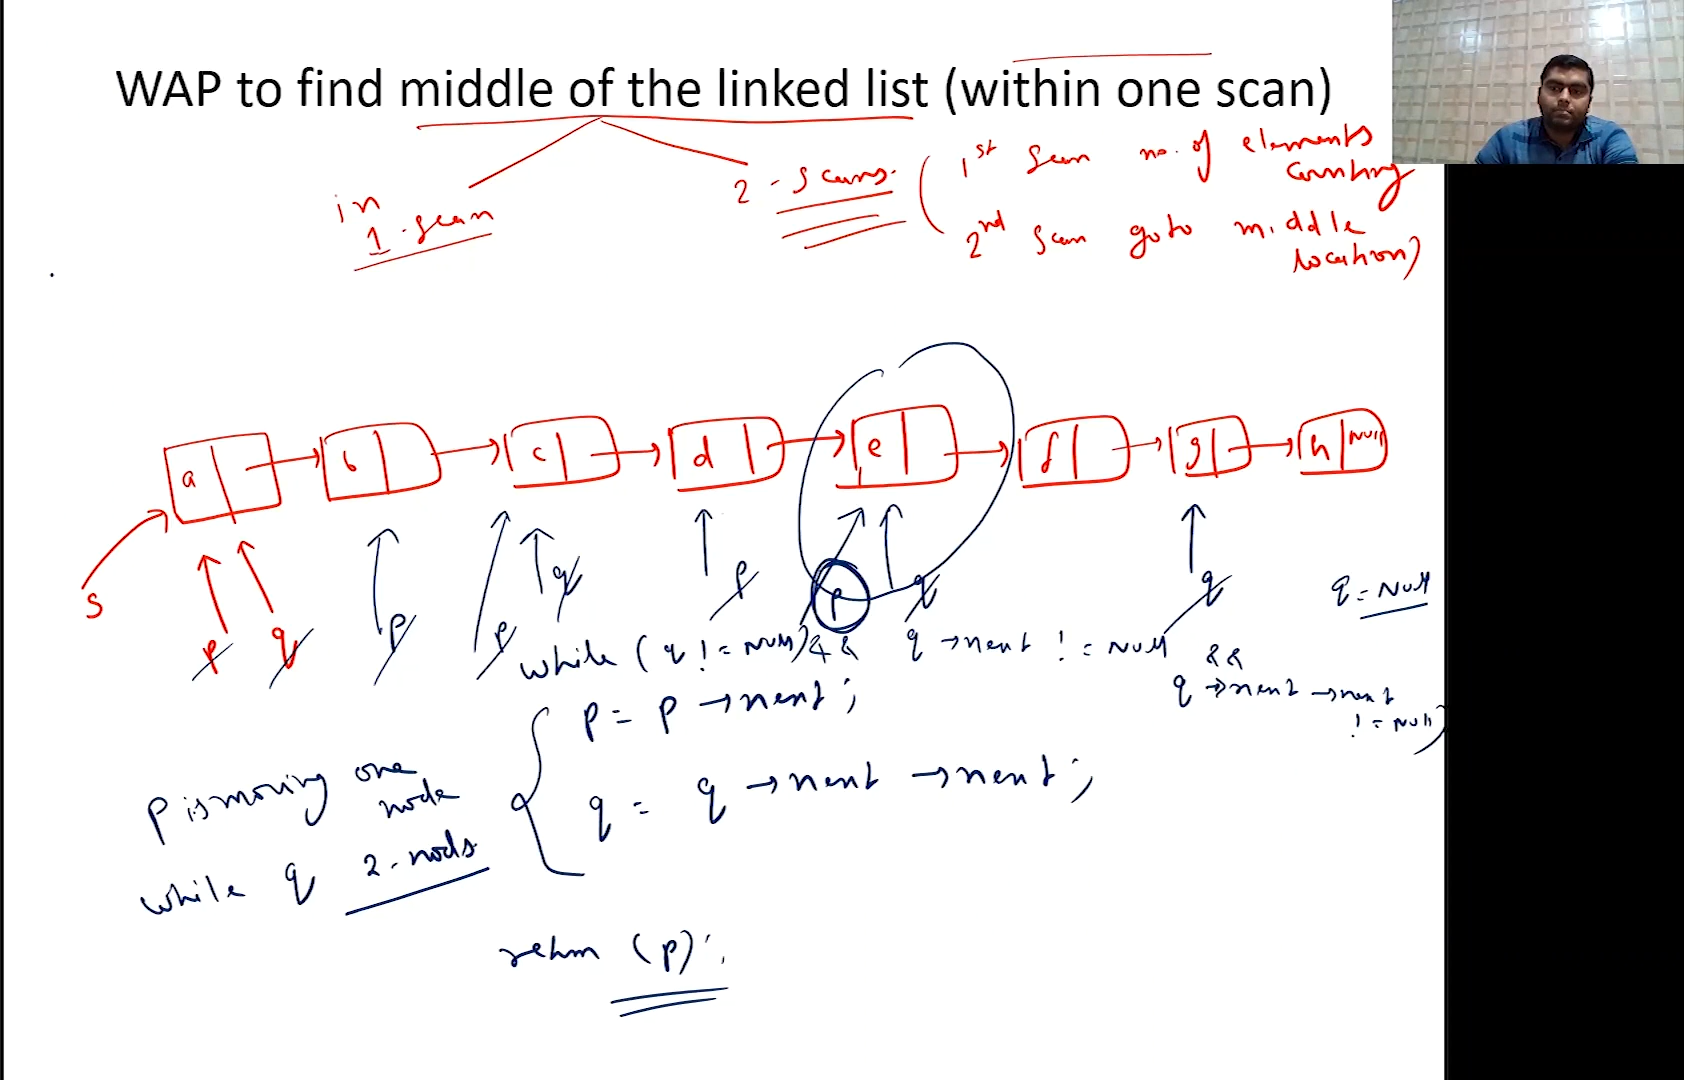 WAP to find middle of the linked list (within one scan)
in
1-scan
2-scans.
(1st scan no. of elements
counting
2nd scan goto middle
location)
a b c d e f g h Null
s
p q p p q p p q q
q = Null
while (q != Null) && q → next != Null
&&
q → next → next
!= Null)
p = p → next;
q = q → next → next;
p is moving one
node
while q 2-nods
return (p);